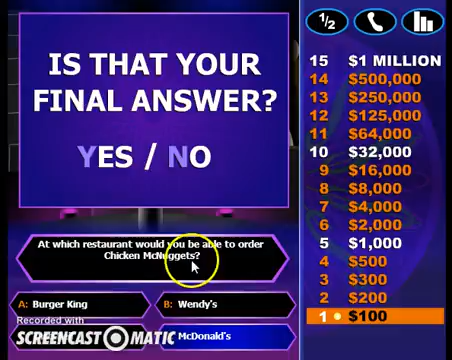 IS THAT YOUR
FINAL ANSWER?
YES / NO
At which restaurant would you be able to order
Chicken McNuggets?
A: Burger King
B: Wendy's
McDonald's
Recorded with
SCREENCAST MATIC
1/2
15 $1 MILLION
14 $500,000
13 $250,000
12 $125,000
11 $64,000
10 $32,000
9 $16,000
8 $8,000
7 $4,000
6 $2,000
5 $1,000
4 $500
3 $300
2 $200
1 $100